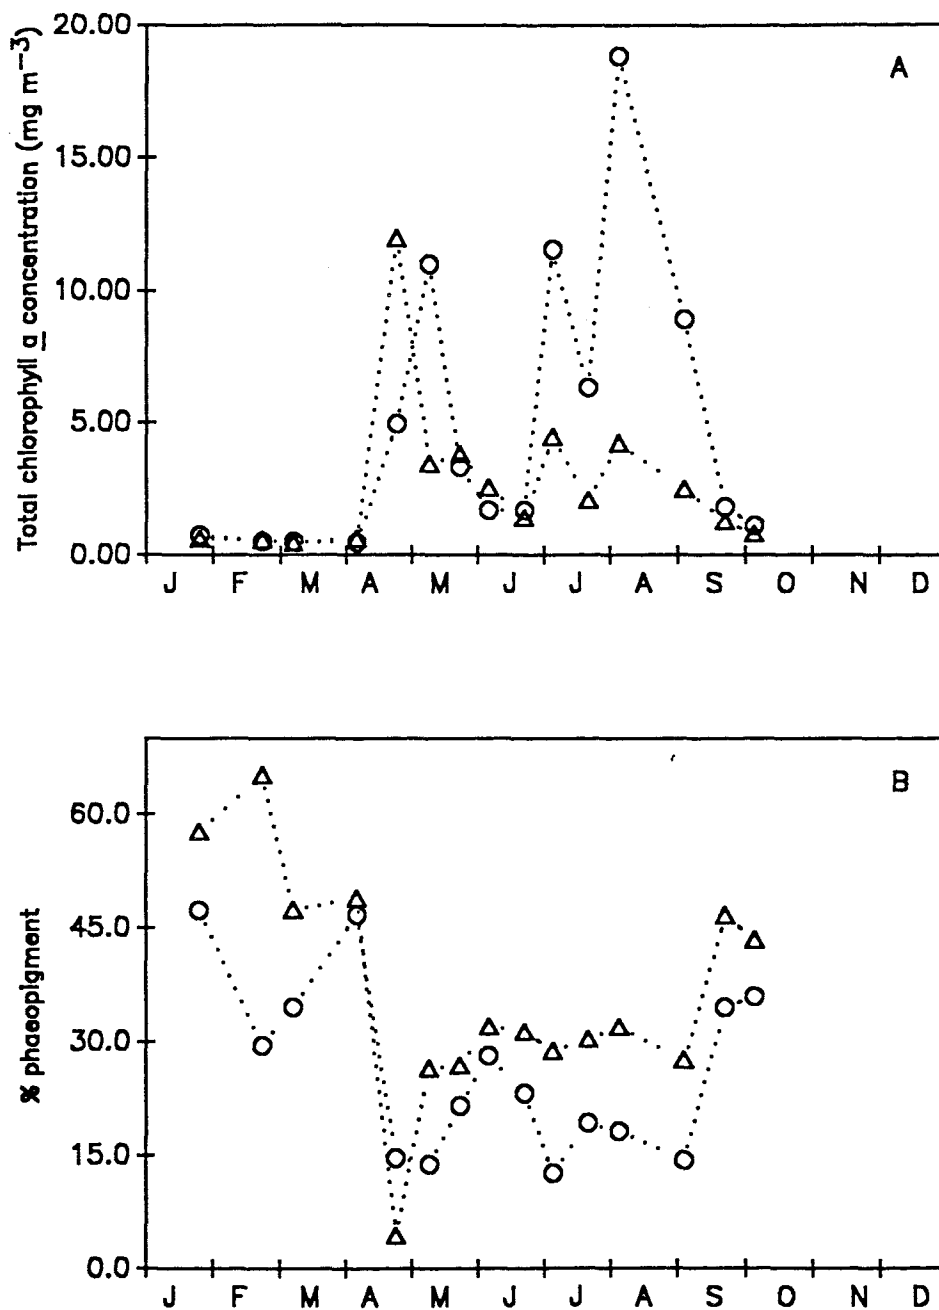 Total chlorophyll a concentration (mg m⁻³)
20.00
15.00
10.00
5.00
0.00
A
J F M A M J J A S O N D
% phaeopigment
60.0
45.0
30.0
15.0
0.0
B
J F M A M J J A S O N D